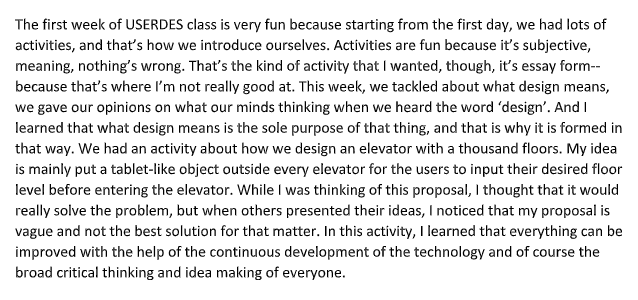 The first week of USERDES class is very fun because starting from the first day, we had lots of
activities, and that's how we introduce ourselves. Activities are fun because it's subjective,
meaning, nothing's wrong. That's the kind of activity that I wanted, though, it's essay form--
because that's where I'm not really good at. This week, we tackled about what design means,
we gave our opinions on what our minds thinking when we heard the word 'design'. And I
learned that what design means is the sole purpose of that thing, and that is why it is formed in
that way. We had an activity about how we design an elevator with a thousand floors. My idea
is mainly put a tablet-like object outside every elevator for the users to input their desired floor
level before entering the elevator. While I was thinking of this proposal, I thought that it would
really solve the problem, but when others presented their ideas, I noticed that my proposal is
vague and not the best solution for that matter. In this activity, I learned that everything can be
improved with the help of the continuous development of the technology and of course the
broad critical thinking and idea making of everyone.